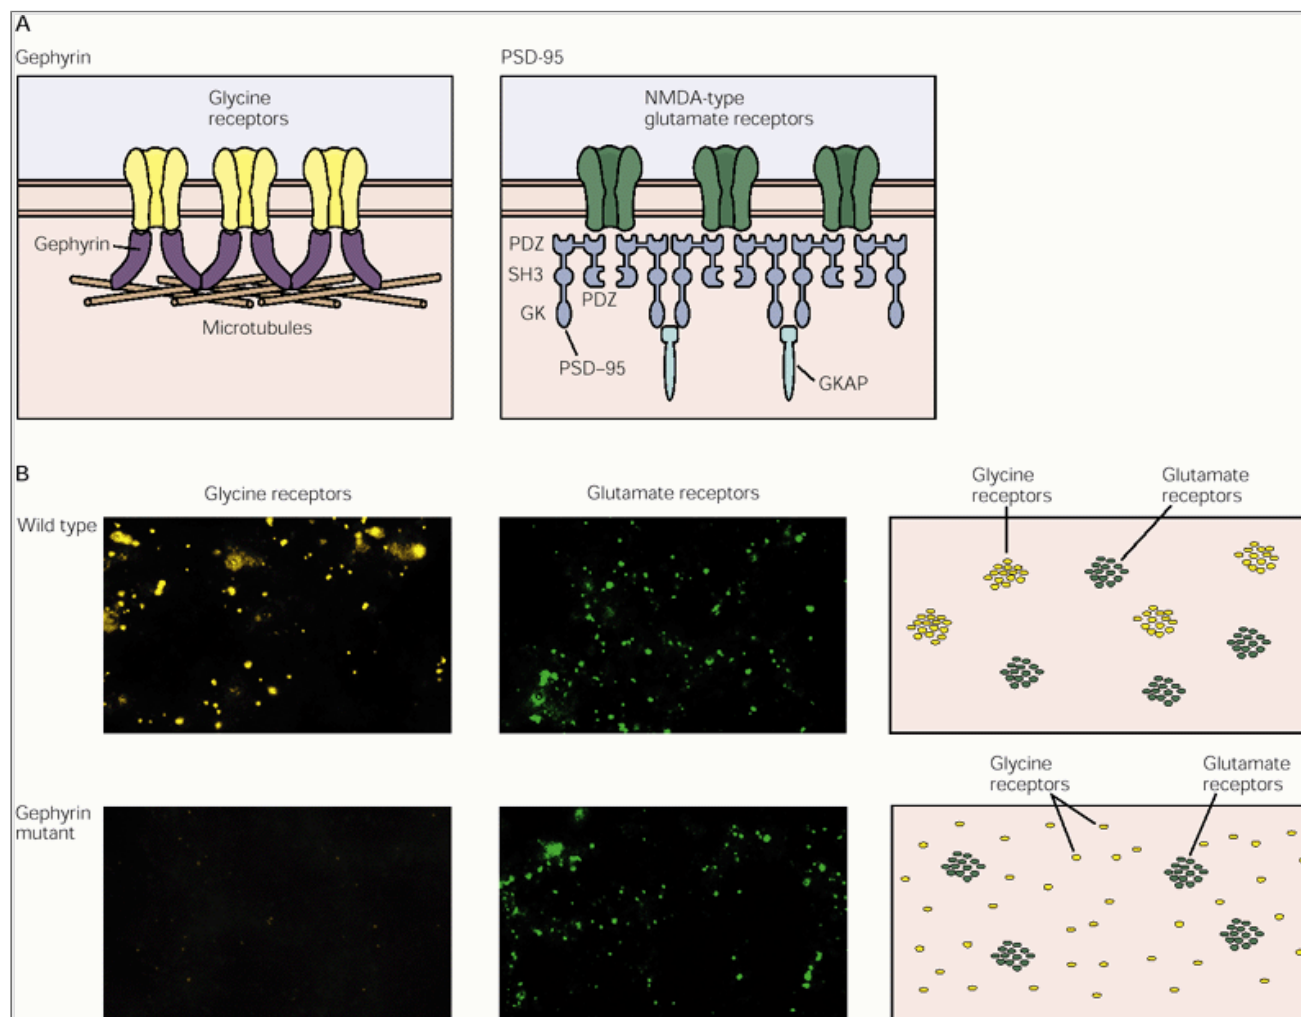 A
Gephyrin
Glycine
receptors
Gephyrin
Microtubules
PSD-95
NMDA-type
glutamate receptors
PDZ
SH3
PDZ
GK
PSD–95
GKAP
B
Glycine receptors
Glutamate receptors
Glycine
receptors
Glutamate
receptors
Wild type
Glycine
receptors
Glutamate
receptors
Gephyrin
mutant